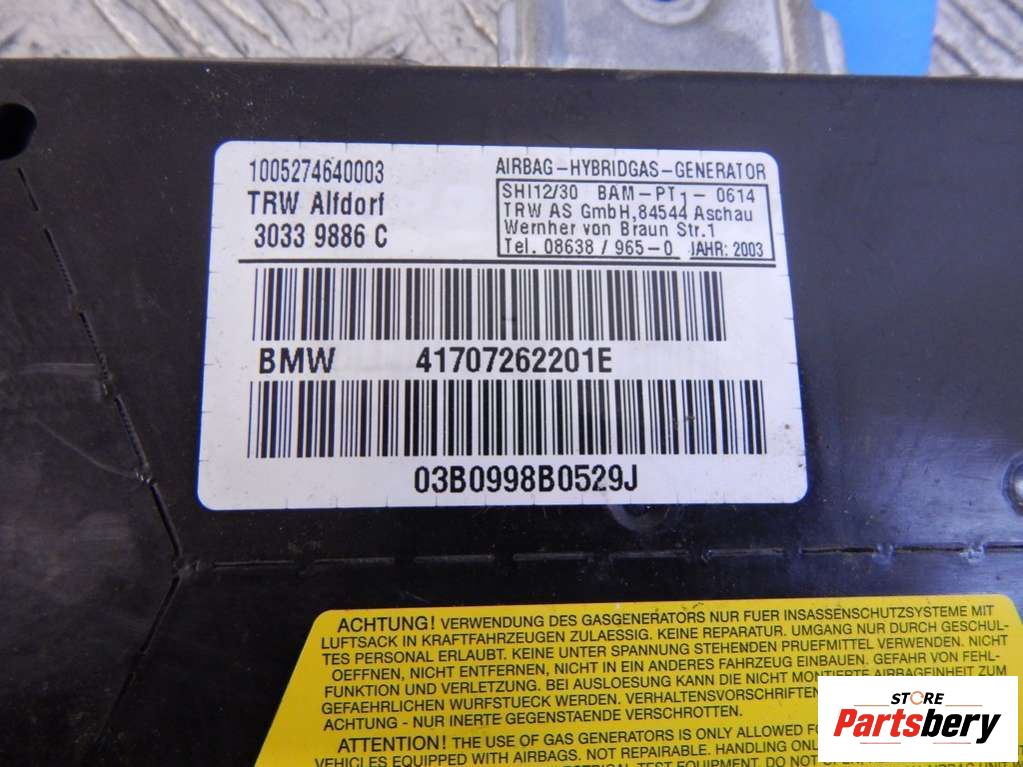 1005274640003
TRW Alfdorf
3033 9886 C
AIRBAG-HYBRIDGAS-GENERATOR
SHI12/30 BAM-PT1-0614
TRW AS GmbH,84544 Aschau
Wernher von Braun Str.1
Tel. 08638 / 965-0 JAHR: 2003
BMW 41707262201E
03B0998B0529J
ACHTUNG! VERWENDUNG DES GASGENERATORS NUR FUER INSASSENSCHUTZSYSTEME MIT
LUFTSACK IN KRAFTFAHRZEUGEN ZULAESSIG. KEINE REPARATUR. UMGANG NUR DURCH GESCHUL-
TES PERSONAL ERLAUBT. KEINE UNTER SPANNUNG STEHENDEN PRUEFMITTEL VERWENDEN. NICHT
OEFFNEN, NICHT ENTFERNEN, NICHT IN EIN ANDERES FAHRZEUG EINBAUEN. GEFAHR VON FEHL-
FUNKTION UND VERLETZUNG. BEI AUSLOESUNG KANN DIE NICHT MONTIERTE AIRBAGEINHEIT ZUM
GEFAEHRLICHEN WURFSTUECK WERDEN. VERHALTENSVORSCHRIFTEN
ACHTUNG - NUR INERTE GEGENSTAENDE VERSCHROTTEN.
ATTENTION! THE USE OF GAS GENERATORS IS ONLY ALLOWED
VEHICLES EQUIPPED WITH AIRBAGS. NOT REPAIRABLE. HANDLING ONLY
STORE
Partsbery